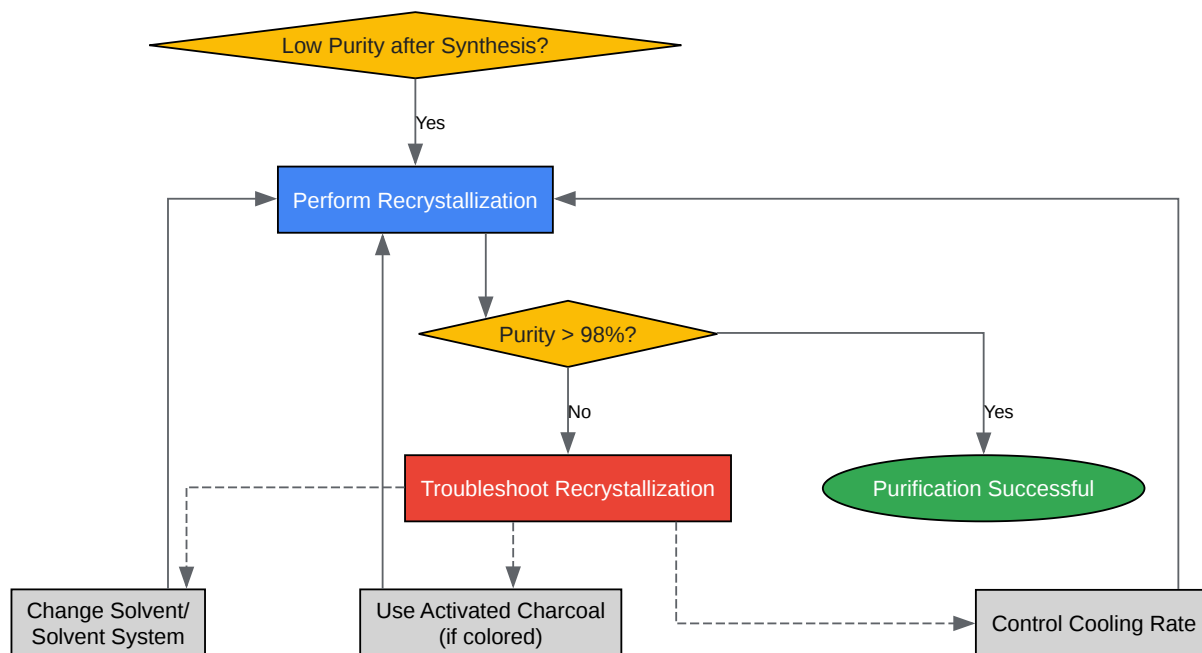 Low Purity after Synthesis?
Yes
Perform Recrystallization
Purity > 98%?
No
Yes
Troubleshoot Recrystallization
Purification Successful
Change Solvent/
Solvent System
Use Activated Charcoal
(if colored)
Control Cooling Rate